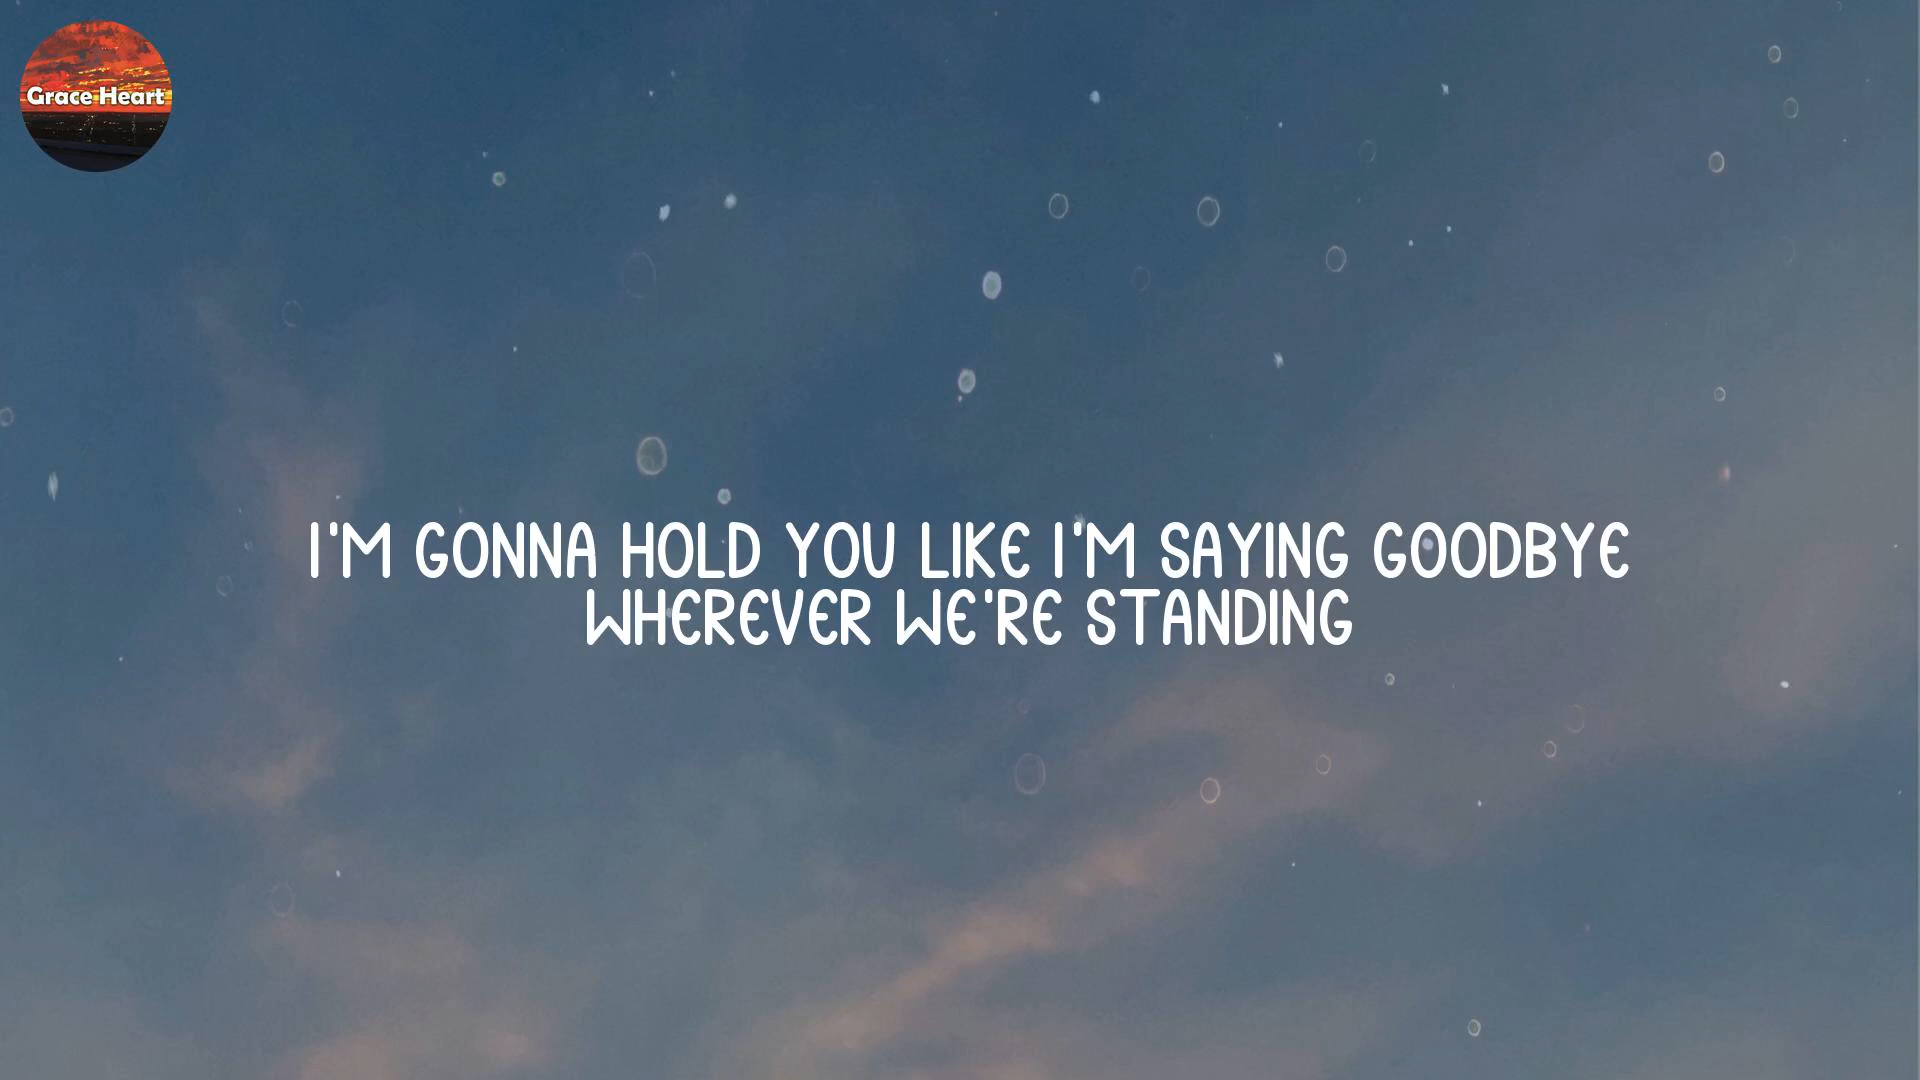 Grace Heart
I'M GONNA HOLD YOU LIKE I'M SAYING GOODBYE
WHEREVER WE'RE STANDING